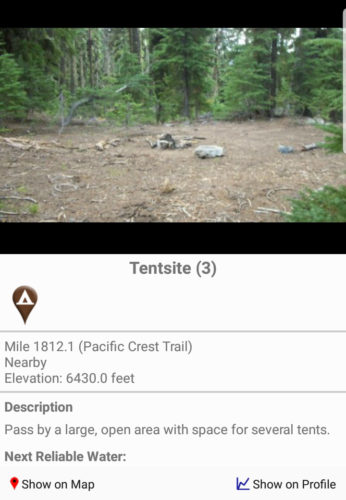 Tentsite (3)
Mile 1812.1 (Pacific Crest Trail)
Nearby
Elevation: 6430.0 feet
Description
Pass by a large, open area with space for several tents.
Next Reliable Water:
Show on Map
Show on Profile